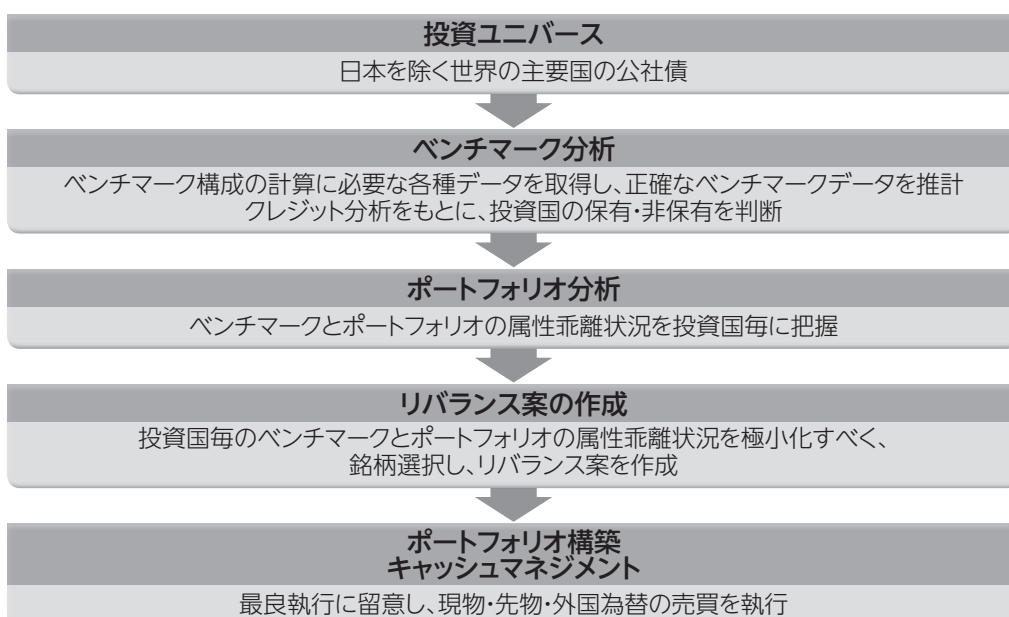 投資ユニバース
日本を除く世界の主要国の公社債
ベンチマーク分析
ベンチマーク構成の計算に必要な各種データを取得し、正確なベンチマークデータを推計
クレジット分析をもとに、投資国の保有・非保有を判断
ポートフォリオ分析
ベンチマークとポートフォリオの属性乖離状況を投資国毎に把握
リバランス案の作成
投資国毎のベンチマークとポートフォリオの属性乖離状況を極小化すべく、
銘柄選択し、リバランス案を作成
ポートフォリオ構築
キャッシュマネジメント
最良執行に留意し、現物・先物・外国為替の売買を執行